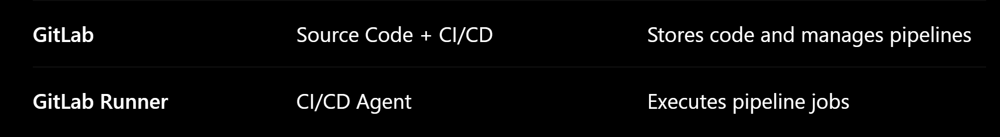 GitLab Source Code + CI/CD Stores code and manages pipelines
GitLab Runner CI/CD Agent Executes pipeline jobs